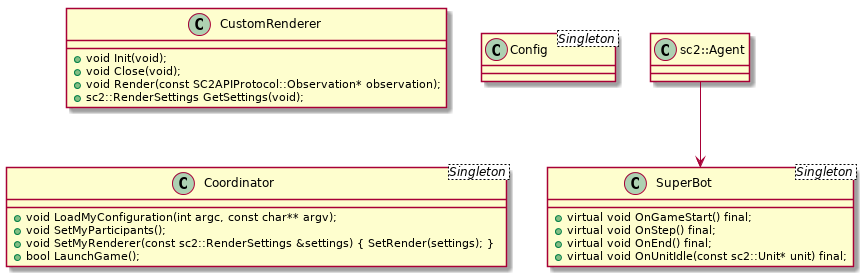 C CustomRenderer
void Init(void);
void Close(void);
void Render(const SC2APIProtocol::Observation* observation);
sc2::RenderSettings GetSettings(void);
C Config Singleton
C sc2::Agent
C Coordinator Singleton
void LoadMyConfiguration(int argc, const char** argv);
void SetMyParticipants();
void SetMyRenderer(const sc2::RenderSettings &settings) { SetRender(settings); }
bool LaunchGame();
C SuperBot Singleton
virtual void OnGameStart() final;
virtual void OnStep() final;
virtual void OnEnd() final;
virtual void OnUnitIdle(const sc2::Unit* unit) final;